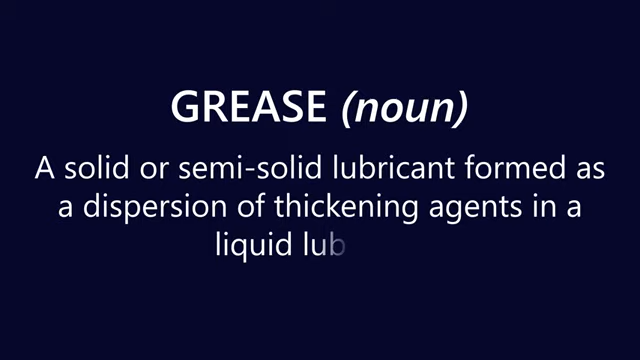 GREASE (noun)
A solid or semi-solid lubricant formed as
a dispersion of thickening agents in a
liquid lub